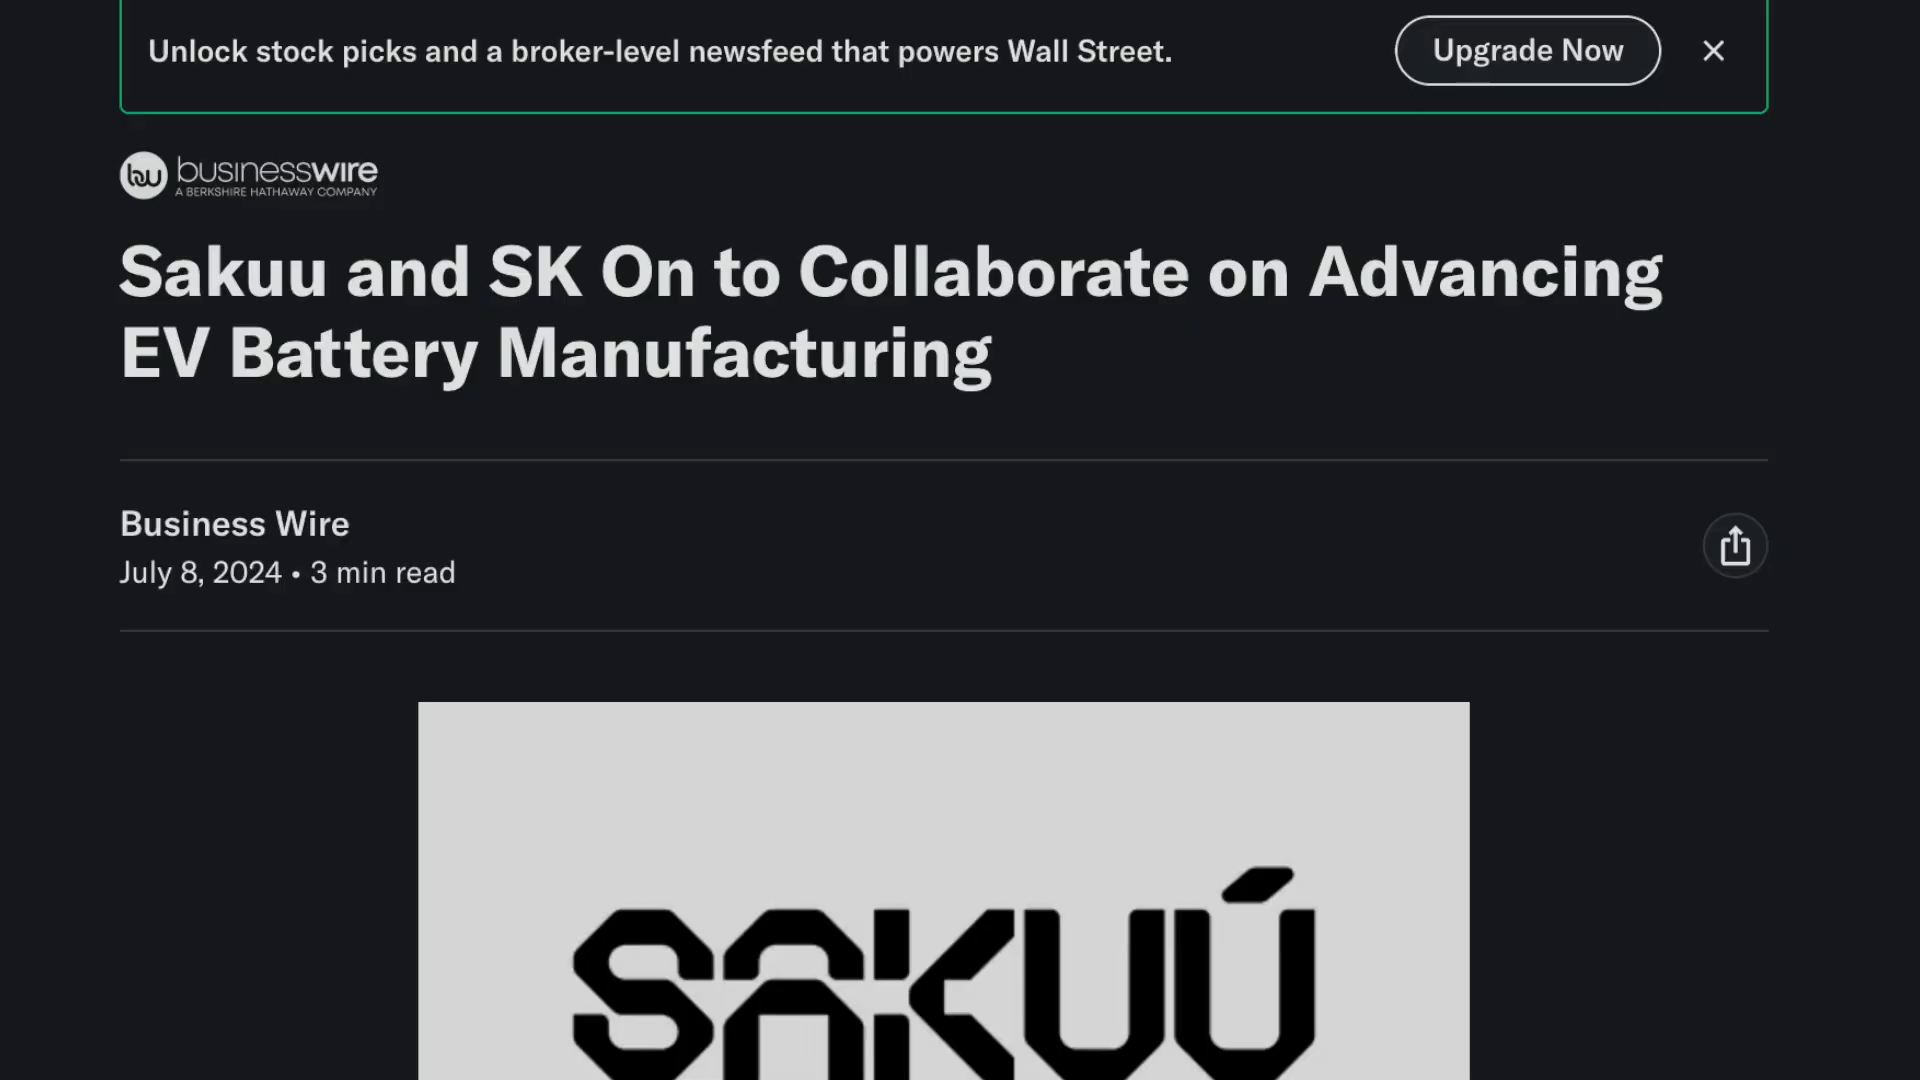 Unlock stock picks and a broker-level newsfeed that powers Wall Street.
Upgrade Now
bw businesswire
A BERKSHIRE HATHAWAY COMPANY
Sakuu and SK On to Collaborate on Advancing
EV Battery Manufacturing
Business Wire
July 8, 2024 • 3 min read
SAKUÚ